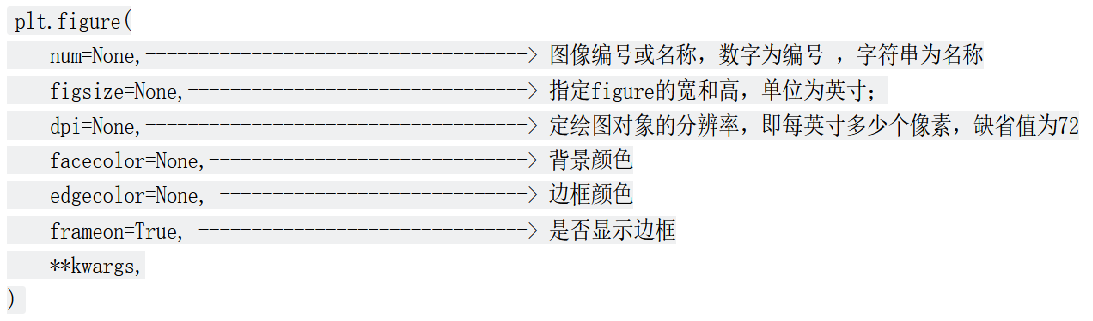 plt.figure(
num=None,------------------------------------> 图像编号或名称，数字为编号 ，字符串为名称
figsize=None,--------------------------------> 指定figure的宽和高，单位为英寸；
dpi=None,------------------------------------> 定绘图对象的分辨率，即每英寸多少个像素，缺省值为72
facecolor=None,------------------------------> 背景颜色
edgecolor=None, -----------------------------> 边框颜色
frameon=True, -------------------------------> 是否显示边框
**kwargs,
)